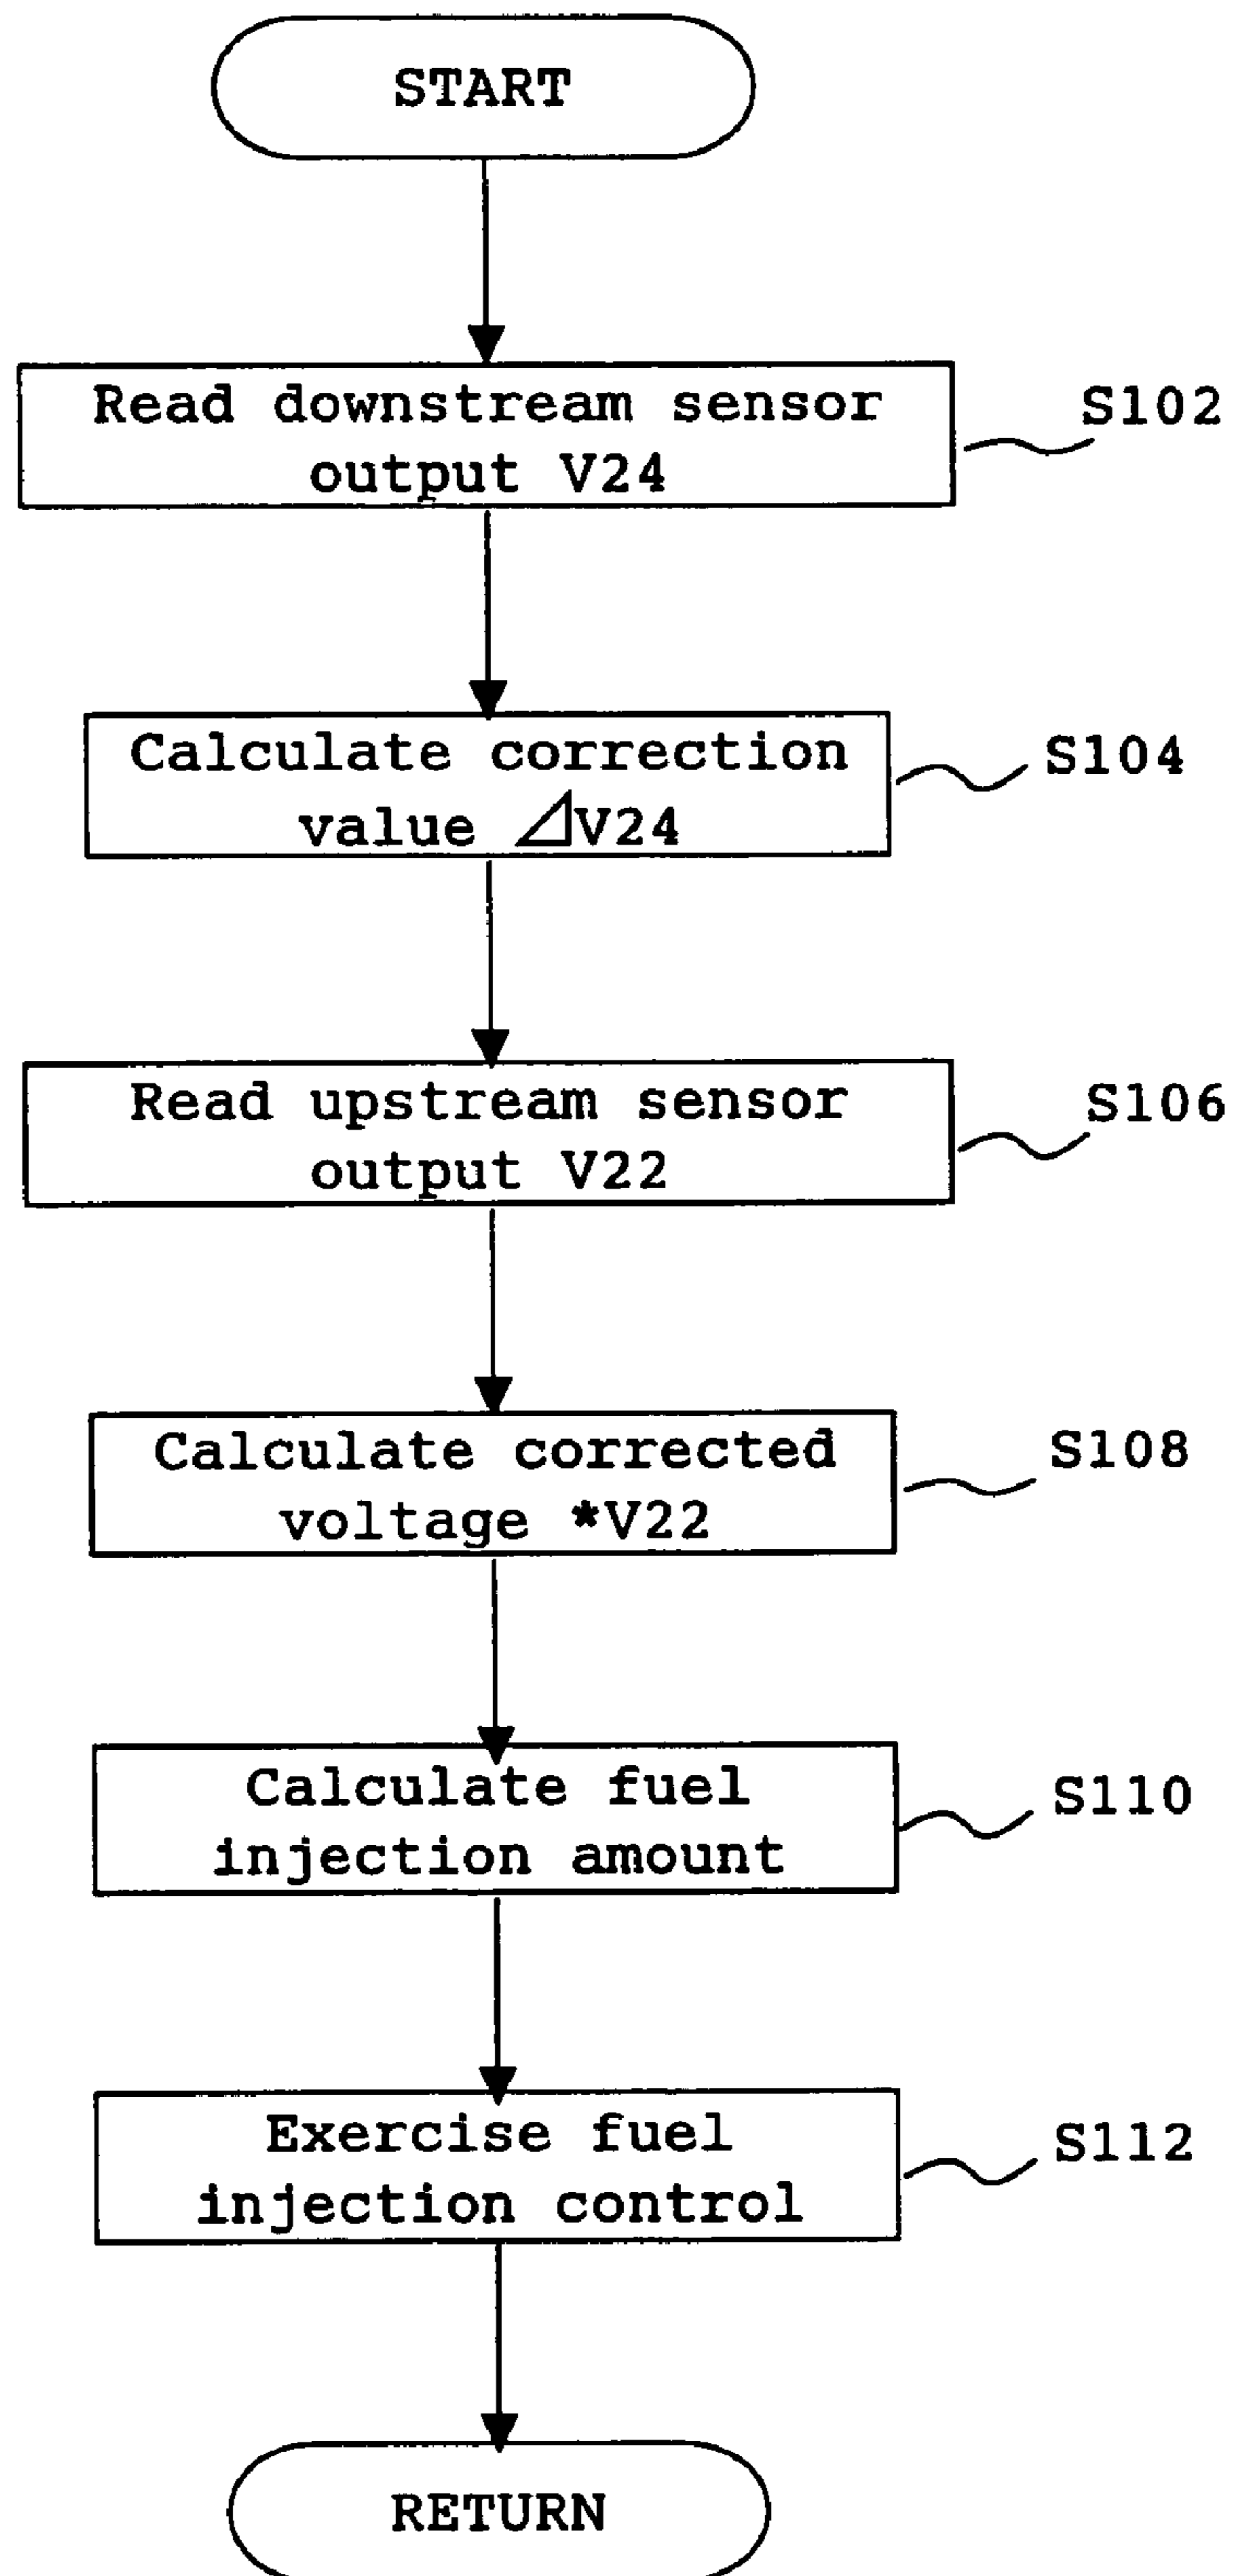 START
Read downstream sensor
output V24
S102
Calculate correction
value ⊿V24
S104
Read upstream sensor
output V22
S106
Calculate corrected
voltage *V22
S108
Calculate fuel
injection amount
S110
Exercise fuel
injection control
S112
RETURN